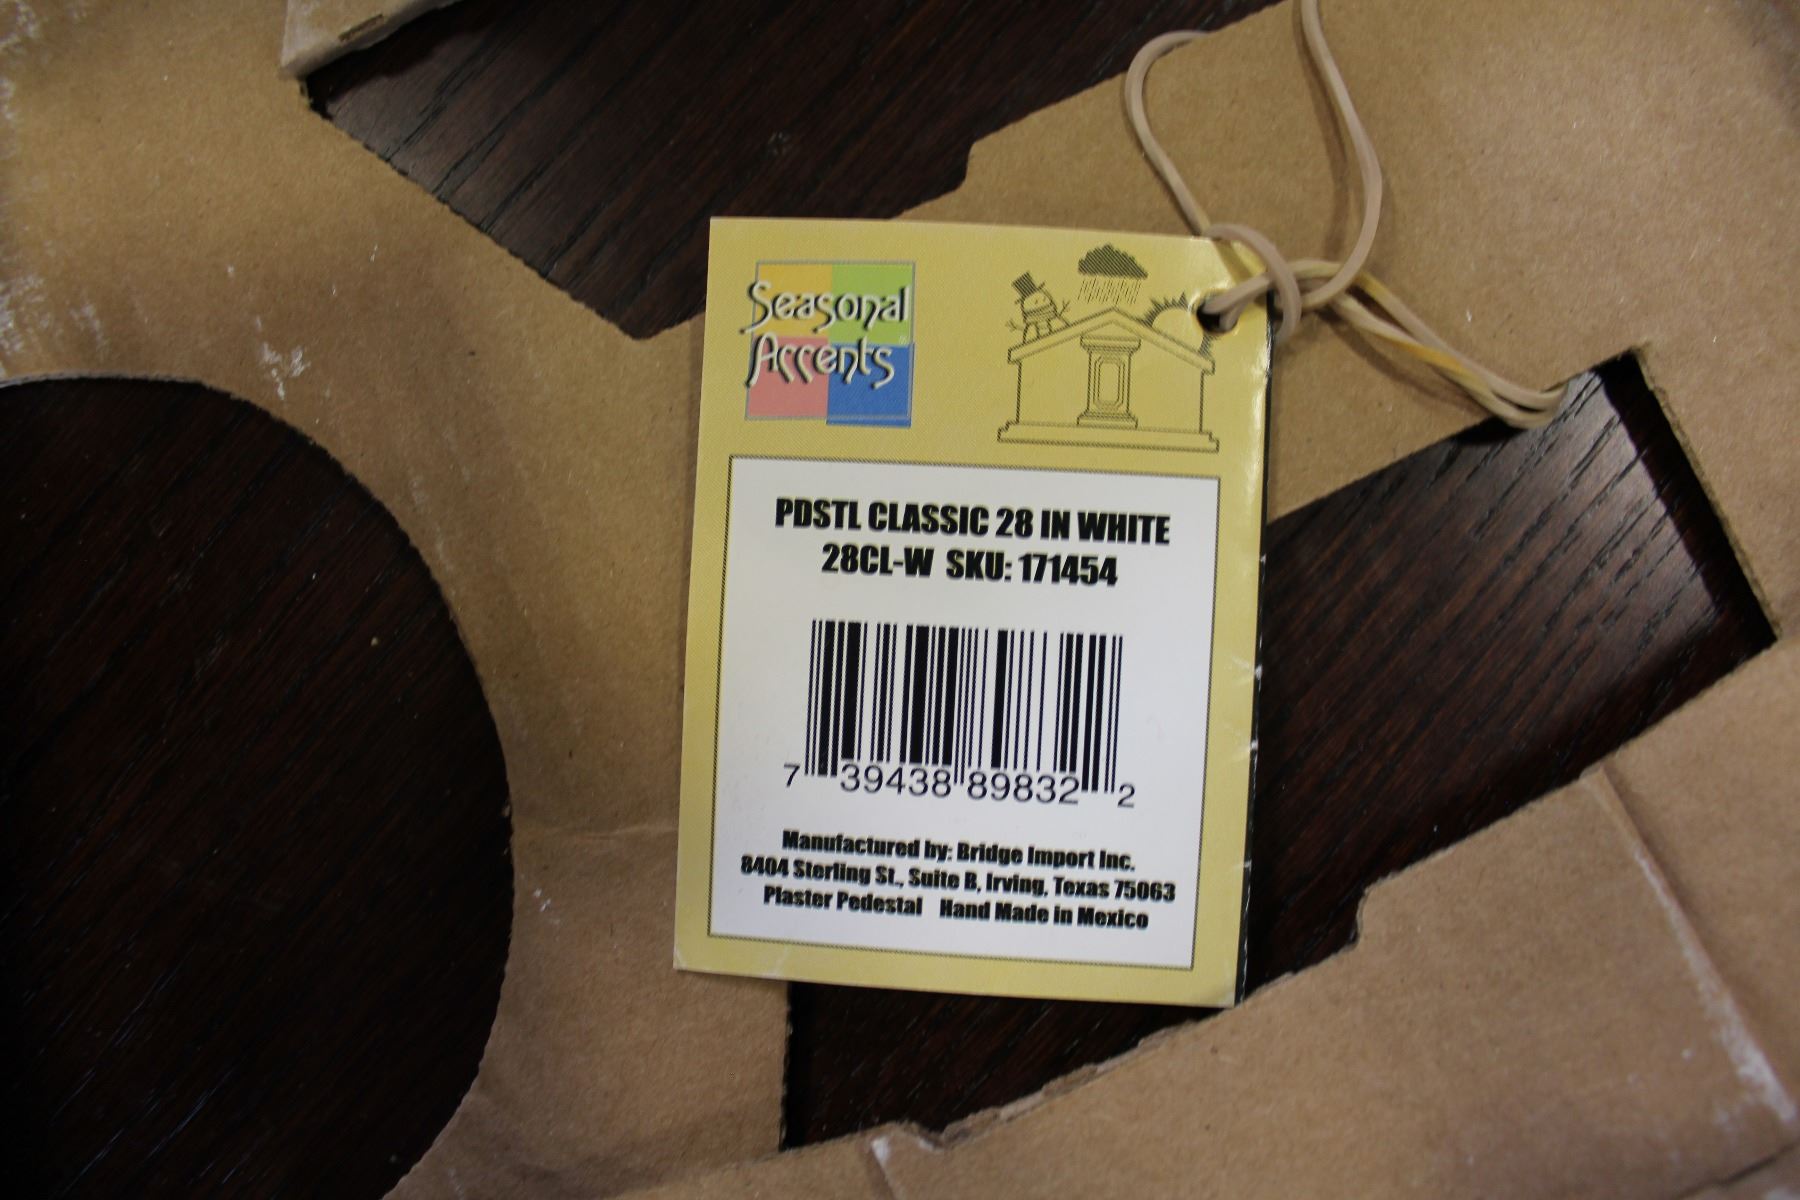 Seasonal
Accents®
PDSTL CLASSIC 28 IN WHITE
28CL-W SKU: 171454
7 39438 89832 2
Manufactured by: Bridge Import Inc.
8404 Sterling St., Suite B, Irving, Texas 75063
Plaster Pedestal Hand Made in Mexico